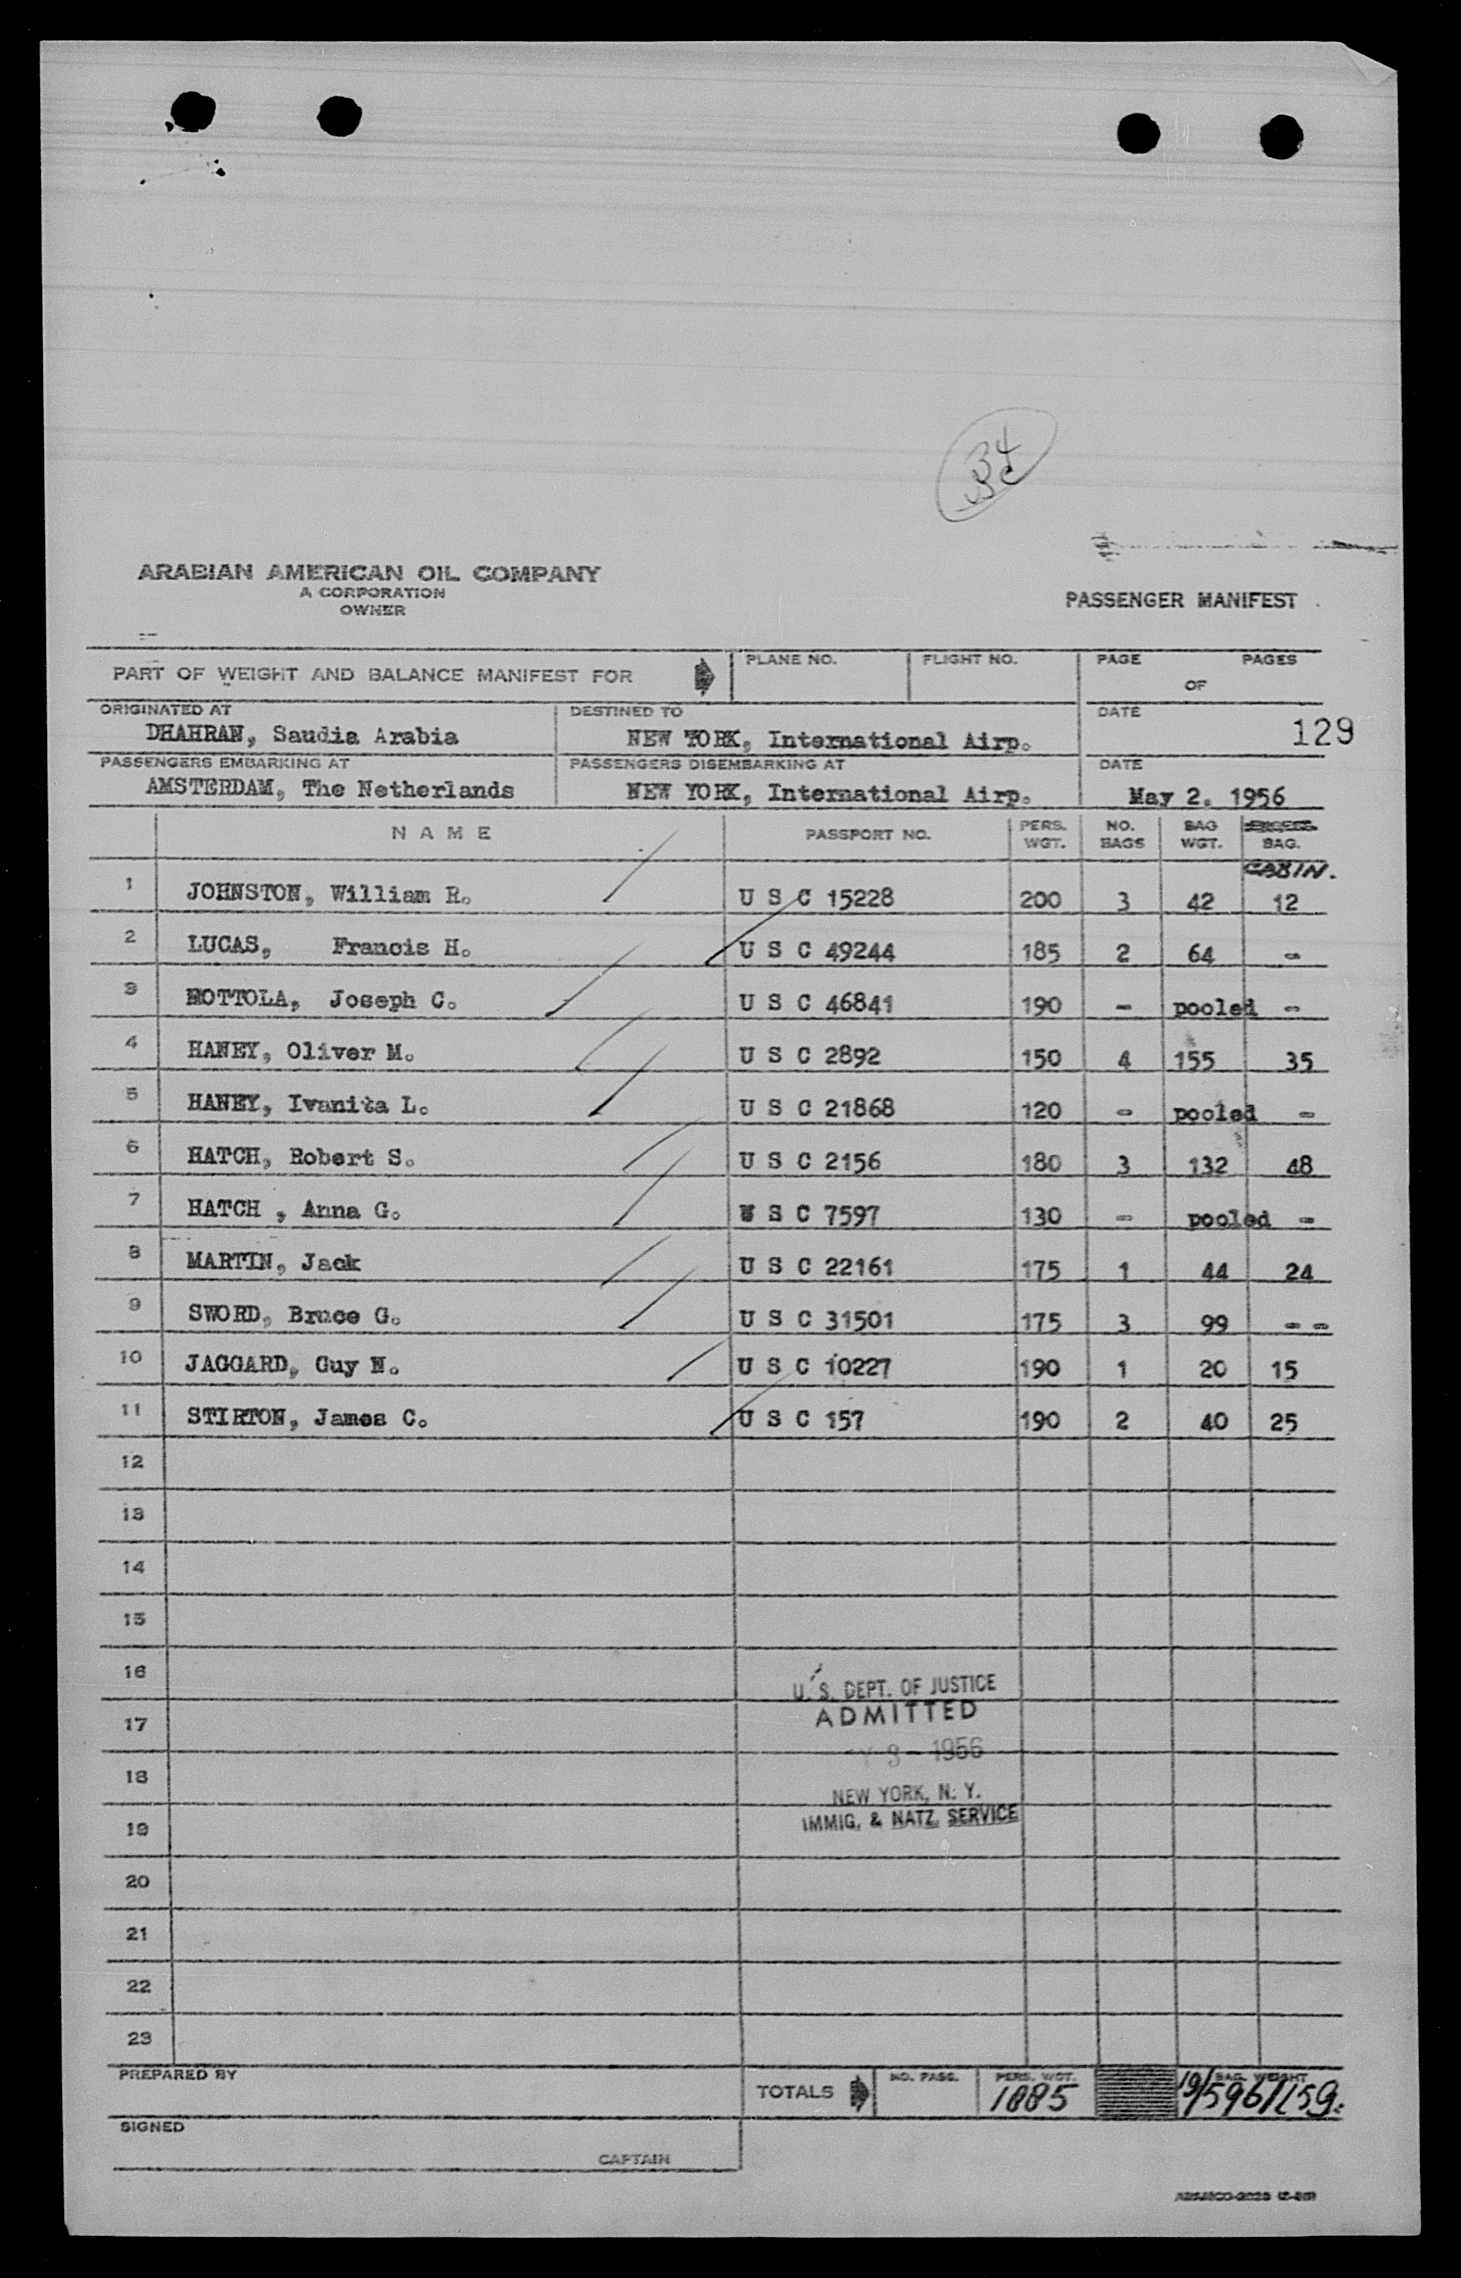 34
ARABIAN AMERICAN OIL COMPANY
A CORPORATION
OWNER
PASSENGER MANIFEST
PART OF WEIGHT AND BALANCE MANIFEST FOR PLANE NO. FLIGHT NO. PAGE OF PAGES
ORIGINATED AT DESTINED TO DATE
DHAHRAN, Saudia Arabia NEW YORK, International Airp. 129
PASSENGERS EMBARKING AT PASSENGERS DISEMBARKING AT DATE
AMSTERDAM, The Netherlands NEW YORK, International Airp. May 2. 1956
NAME PASSPORT NO. PERS. WGT. NO. BAGS BAG WGT. BAG.
CABIN.
1 JOHNSTON, William R. U S C 15228 200 3 42 12
2 LUCAS, Francis H. U S C 49244 185 2 64 -
3 NOTTOLA, Joseph C. U S C 46841 190 - pooled -
4 HANEY, Oliver M. U S C 2892 150 4 155 35
5 HANEY, Ivanita L. U S C 21868 120 - pooled -
6 HATCH, Robert S. U S C 2156 180 3 132 48
7 HATCH , Anna G. U S C 7597 130 - pooled -
8 MARTIN, Jack U S C 22161 175 1 44 24
9 SWORD, Bruce G. U S C 31501 175 3 99 - -
10 JAGGARD, Guy N. U S C 10227 190 1 20 15
11 STIRTON, James C. U S C 157 190 2 40 25
12
13
14
15
16
U. S. DEPT. OF JUSTICE
17 ADMITTED
1956
18
NEW YORK, N. Y.
19 IMMIG. & NATZ. SERVICE
20
21
22
23
PREPARED BY TOTALS NO. PASS. PERS. WGT. BAG. WEIGHT
1885 19/596/159.
SIGNED
CAPTAIN